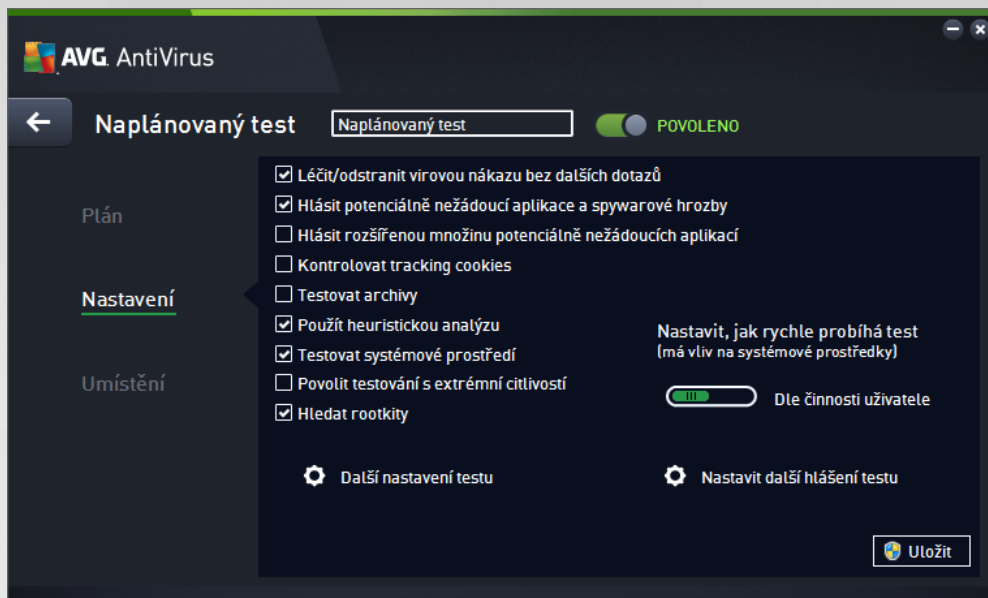 AVG. AntiVirus
Naplánovaný test
Naplánovaný test
POVOLENO
Plán
Nastavení
Umístění
Léčit/odstranit virovou nákazu bez dalších dotazů
Hlásit potenciálně nežádoucí aplikace a spywarové hrozby
Hlásit rozšířenou množinu potenciálně nežádoucích aplikací
Kontrolovat tracking cookies
Testovat archivy
Použít heuristickou analýzu
Testovat systémové prostředí
Povolit testování s extrémní citlivostí
Hledat rootkity
Nastavit, jak rychle probíhá test
(má vliv na systémové prostředky)
Dle činnosti uživatele
Další nastavení testu
Nastavit další hlášení testu
Uložit